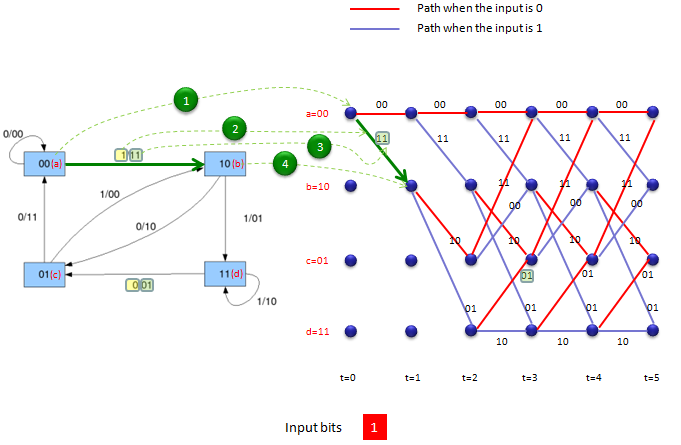 Path when the input is 0
Path when the input is 1
1
2
3
4
0/00
00(a)
1 11
10(b)
1/00
0/11
0/10
1/01
01(c)
0 01
11(d)
1/10
a=00
b=10
c=01
d=11
00 00 00 00 00
11
11 11 11 11
11 11 11
00 00 00
10 10 10 10
01 01 01
01 01 01 01
10 10 10
t=0 t=1 t=2 t=3 t=4 t=5
Input bits 1